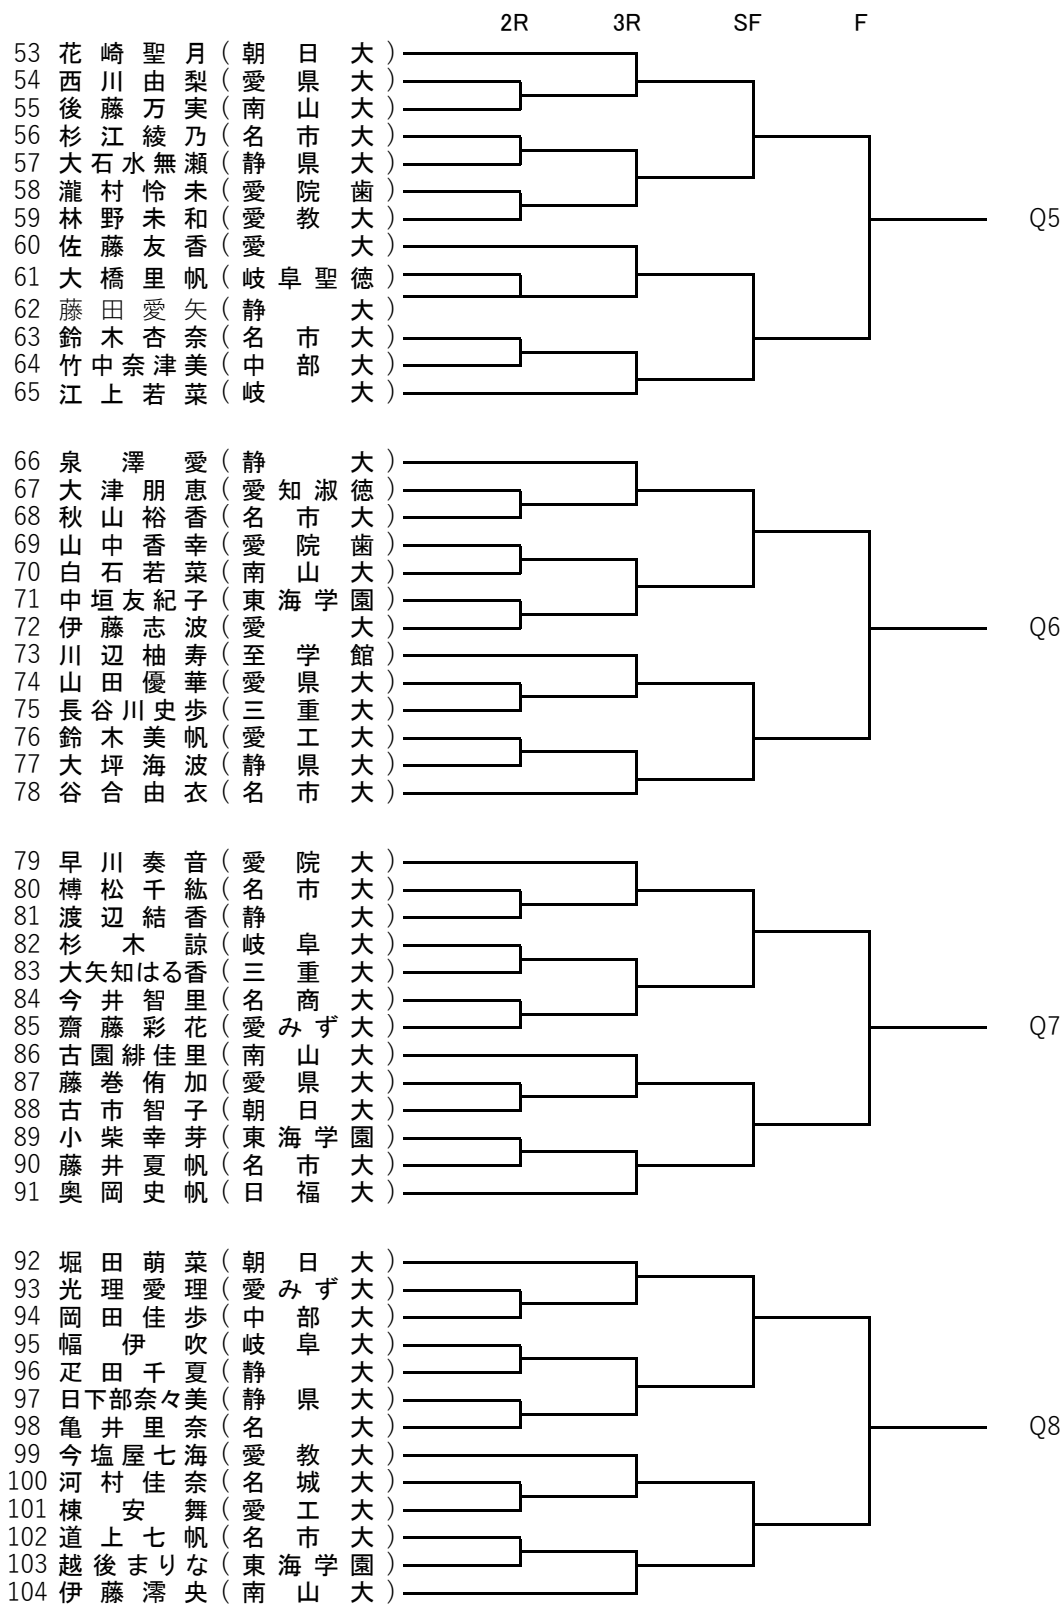 2R 3R SF F
53 花崎聖月(朝日大)
54 西川由梨(愛県大)
55 後藤万実(南山大)
56 杉江綾乃(名市大)
57 大石水無瀬(静県大)
58 瀧村怜未(愛院歯)
59 林野未和(愛教大) Q5
60 佐藤友香(愛大)
61 大橋里帆(岐阜聖徳)
62 藤田愛矢(静大)
63 鈴木杏奈(名市大)
64 竹中奈津美(中部大)
65 江上若菜(岐大)
66 泉澤愛(静大)
67 大津朋恵(愛知淑徳)
68 秋山裕香(名市大)
69 山中香幸(愛院歯)
70 白石若菜(南山大)
71 中垣友紀子(東海学園)
72 伊藤志波(愛大) Q6
73 川辺柚寿(至学館)
74 山田優華(愛県大)
75 長谷川史歩(三重大)
76 鈴木美帆(愛工大)
77 大坪海波(静県大)
78 谷合由衣(名市大)
79 早川奏音(愛院大)
80 榑松千紘(名市大)
81 渡辺結香(静大)
82 杉木諒(岐阜大)
83 大矢知はる香(三重大)
84 今井智里(名商大)
85 齋藤彩花(愛みず大) Q7
86 古園緋佳里(南山大)
87 藤巻侑加(愛県大)
88 古市智子(朝日大)
89 小柴幸芽(東海学園)
90 藤井夏帆(名市大)
91 奥岡史帆(日福大)
92 堀田萌菜(朝日大)
93 光理愛理(愛みず大)
94 岡田佳歩(中部大)
95 幅伊吹(岐阜大)
96 疋田千夏(静大)
97 日下部奈々美(静県大)
98 亀井里奈(名大) Q8
99 今塩屋七海(愛教大)
100 河村佳奈(名城大)
101 棟安舞(愛工大)
102 道上七帆(名市大)
103 越後まりな(東海学園)
104 伊藤澪央(南山大)